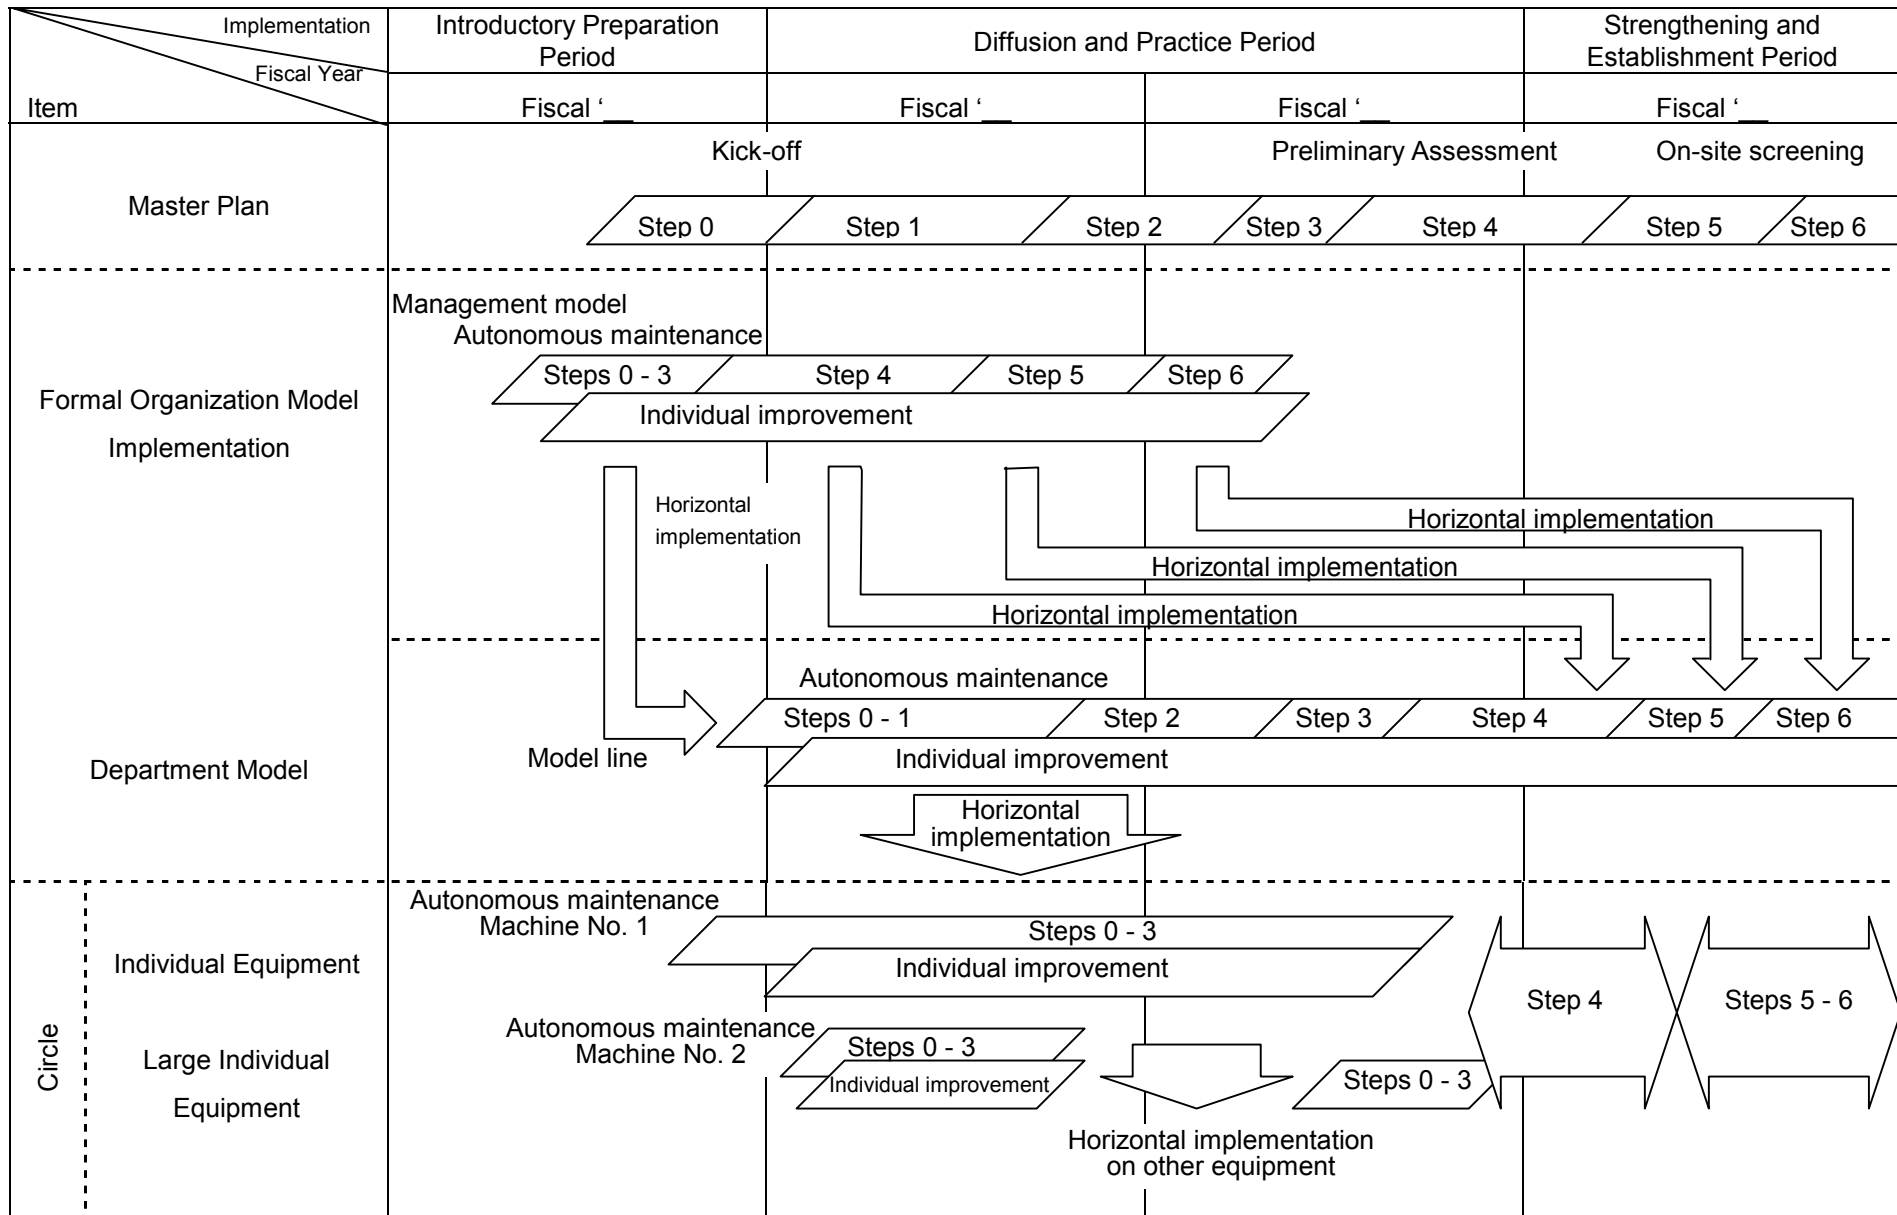 Implementation
Fiscal Year
Item
Introductory Preparation
Period
Diffusion and Practice Period
Strengthening and
Establishment Period
Fiscal ‘__
Fiscal ‘__
Fiscal ‘__
Fiscal ‘__
Master Plan
Kick-off
Preliminary Assessment
On-site screening
Step 0
Step 1
Step 2
Step 3
Step 4
Step 5
Step 6
Formal Organization Model
Implementation
Management model
Autonomous maintenance
Steps 0 - 3
Step 4
Step 5
Step 6
Individual improvement
Horizontal
implementation
Horizontal implementation
Horizontal implementation
Horizontal implementation
Department Model
Model line
Autonomous maintenance
Steps 0 - 1
Step 2
Step 3
Step 4
Step 5
Step 6
Individual improvement
Horizontal
implementation
Circle
Individual Equipment
Autonomous maintenance
Machine No. 1
Steps 0 - 3
Individual improvement
Large Individual
Equipment
Autonomous maintenance
Machine No. 2
Steps 0 - 3
Individual improvement
Steps 0 - 3
Horizontal implementation
on other equipment
Step 4
Steps 5 - 6